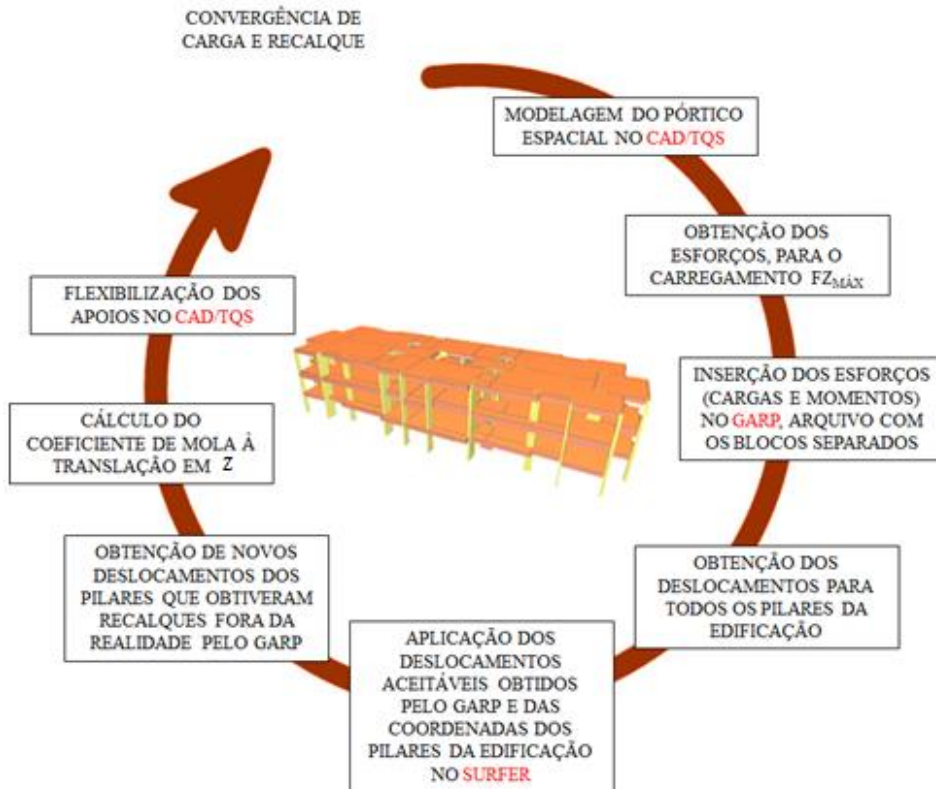 CONVERGÊNCIA DE
CARGA E RECALQUE
MODELAGEM DO PÓRTICO
ESPACIAL NO CAD/TQS
OBTENÇÃO DOS
ESFORÇOS, PARA O
CARREGAMENTO FZMÁX
INSERÇÃO DOS ESFORÇOS
(CARGAS E MOMENTOS)
NO GARP, ARQUIVO COM
OS BLOCOS SEPARADOS
OBTENÇÃO DOS
DESLOCAMENTOS PARA
TODOS OS PILARES DA
EDIFICAÇÃO
APLICAÇÃO DOS
DESLOCAMENTOS
ACEITÁVEIS OBTIDOS
PELO GARP E DAS
COORDENADAS DOS
PILARES DA EDIFICAÇÃO
NO SURFER
OBTENÇÃO DE NOVOS
DESLOCAMENTOS DOS
PILARES QUE OBTIVERAM
RECALQUES FORA DA
REALIDADE PELO GARP
CÁLCULO DO
COEFICIENTE DE MOLA À
TRANSLAÇÃO EM Z
FLEXIBILIZAÇÃO DOS
APOIOS NO CAD/TQS